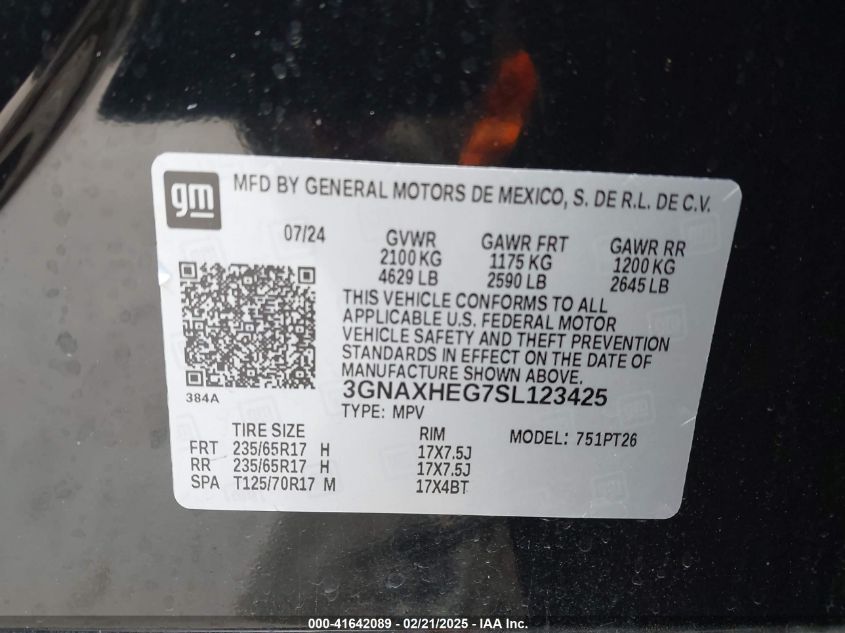 gm
MFD BY GENERAL MOTORS DE MEXICO, S. DE R.L. DE C.V.
07/24 GVWR GAWR FRT GAWR RR
2100 KG 1175 KG 1200 KG
4629 LB 2590 LB 2645 LB
THIS VEHICLE CONFORMS TO ALL
APPLICABLE U.S. FEDERAL MOTOR
VEHICLE SAFETY AND THEFT PREVENTION
STANDARDS IN EFFECT ON THE DATE OF
MANUFACTURE SHOWN ABOVE.
384A
3GNAXHEG7SL123425
TYPE: MPV
TIRE SIZE RIM MODEL: 751PT26
FRT 235/65R17 H 17X7.5J
RR 235/65R17 H 17X7.5J
SPA T125/70R17 M 17X4BT
000-41642089 - 02/21/2025 - IAA Inc.